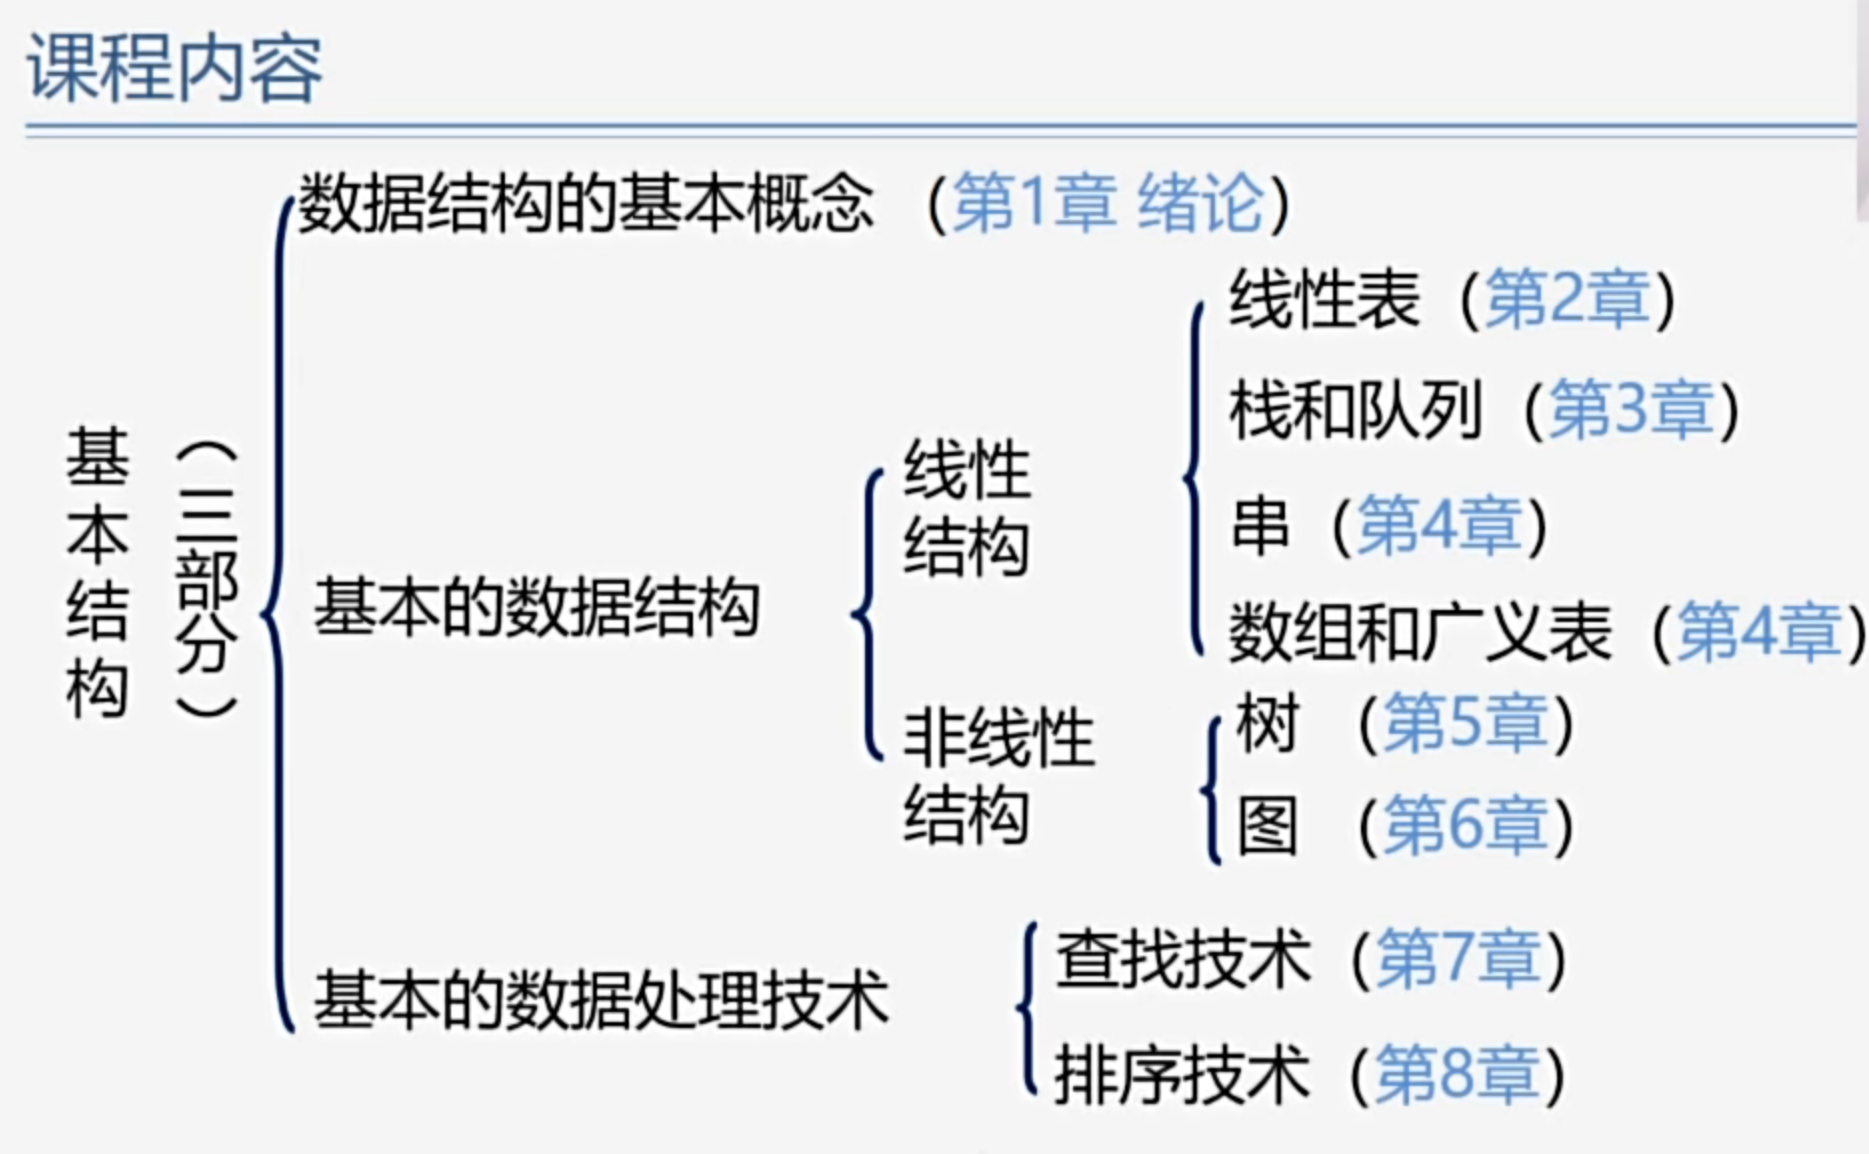 课程内容
基本结构
（三部分）
数据结构的基本概念（第1章 绪论）
基本的数据结构
线性
结构
线性表（第2章）
栈和队列（第3章）
串（第4章）
数组和广义表（第4章）
非线性
结构
树（第5章）
图（第6章）
基本的数据处理技术
查找技术（第7章）
排序技术（第8章）